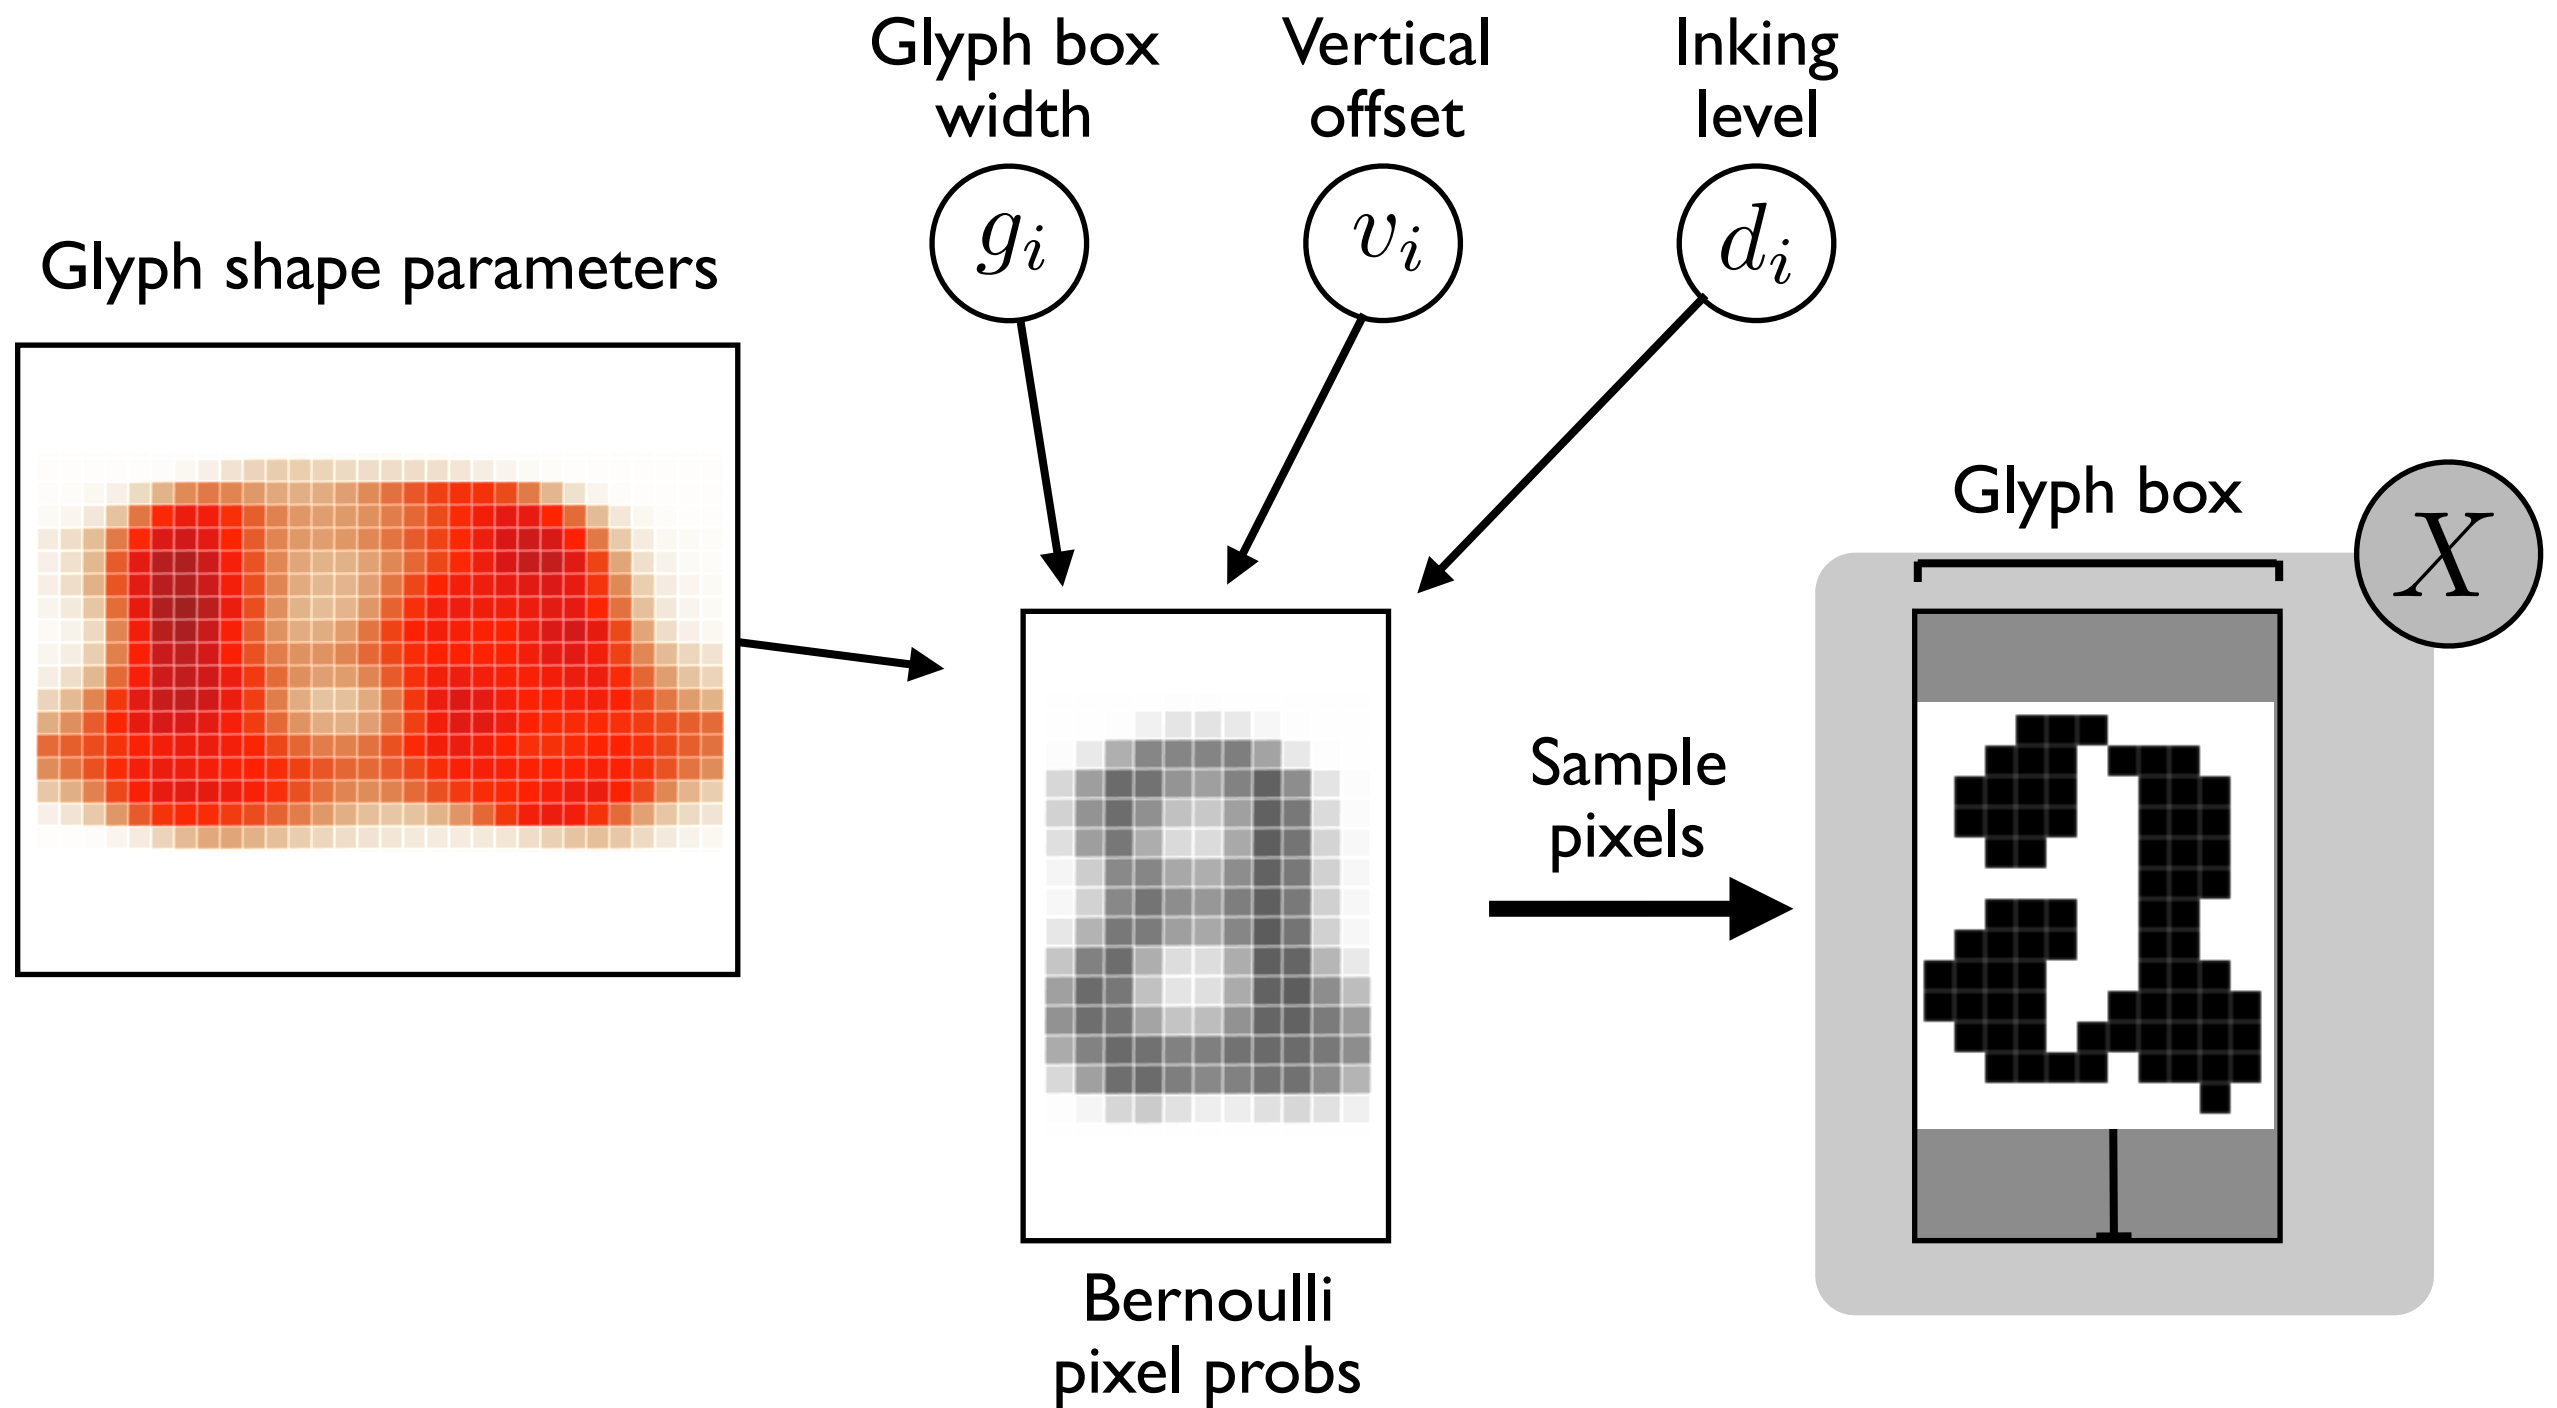 Glyph box
width
Vertical
offset
Inking
level
g_i
v_i
d_i
Glyph shape parameters
Glyph box
X
Sample
pixels
a
Bernoulli
pixel probs